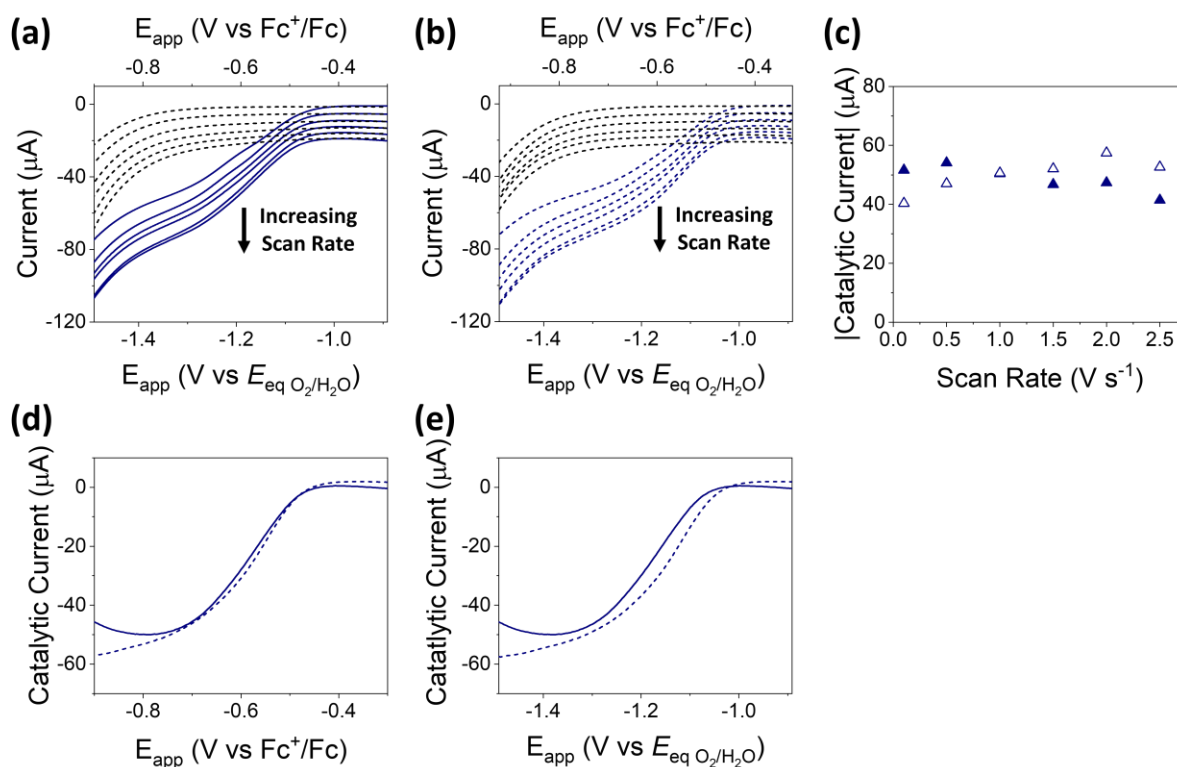 (a)
E_app (V vs Fc⁺/Fc)
-0.8 -0.6 -0.4
0
-40
-80
-120
Current (µA)
Increasing
Scan Rate
-1.4 -1.2 -1.0
E_app (V vs E_eq O₂/H₂O)
(b)
E_app (V vs Fc⁺/Fc)
-0.8 -0.6 -0.4
0
-40
-80
-120
Current (µA)
Increasing
Scan Rate
-1.4 -1.2 -1.0
E_app (V vs E_eq O₂/H₂O)
(c)
80
60
40
20
0
|Catalytic Current| (µA)
0.0 0.5 1.0 1.5 2.0 2.5
Scan Rate (V s⁻¹)
(d)
0
-20
-40
-60
Catalytic Current (µA)
-0.8 -0.6 -0.4
E_app (V vs Fc⁺/Fc)
(e)
0
-20
-40
-60
Catatlytic Current (µA)
-1.4 -1.2 -1.0
E_app (V vs E_eq O₂/H₂O)